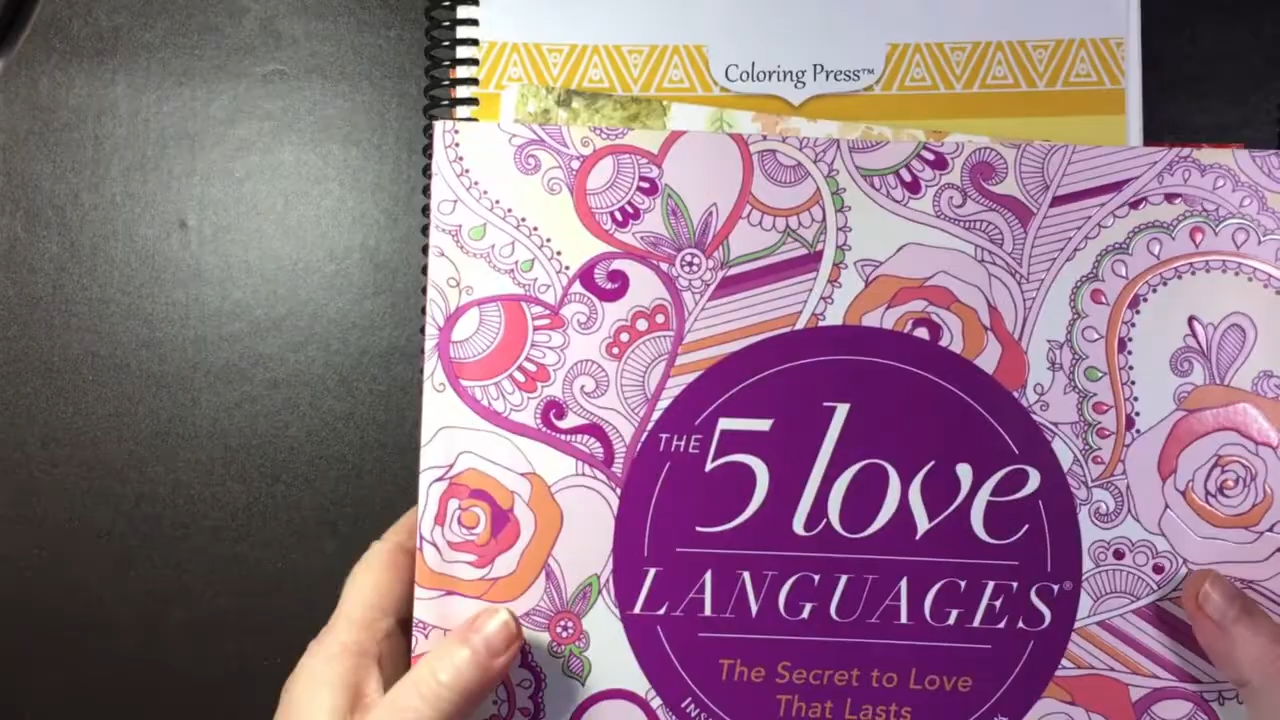 Coloring Press™
THE 5 love
LANGUAGES®
The Secret to Love
That Lasts